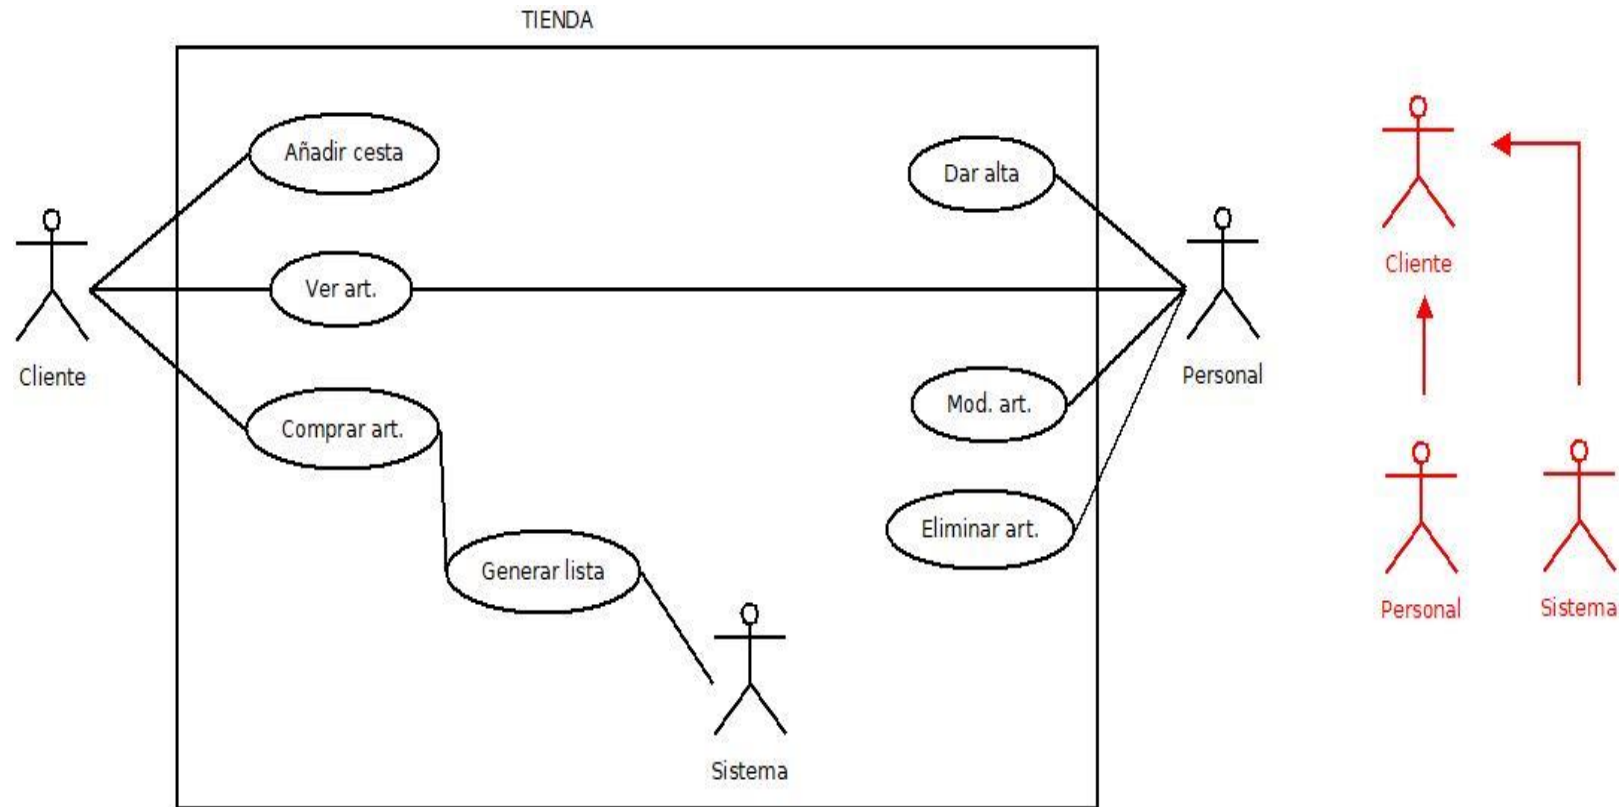 TIENDA
Añadir cesta
Dar alta
Ver art.
Cliente
Personal
Mod. art.
Comprar art.
Eliminar art.
Generar lista
Sistema
Cliente
Personal
Sistema